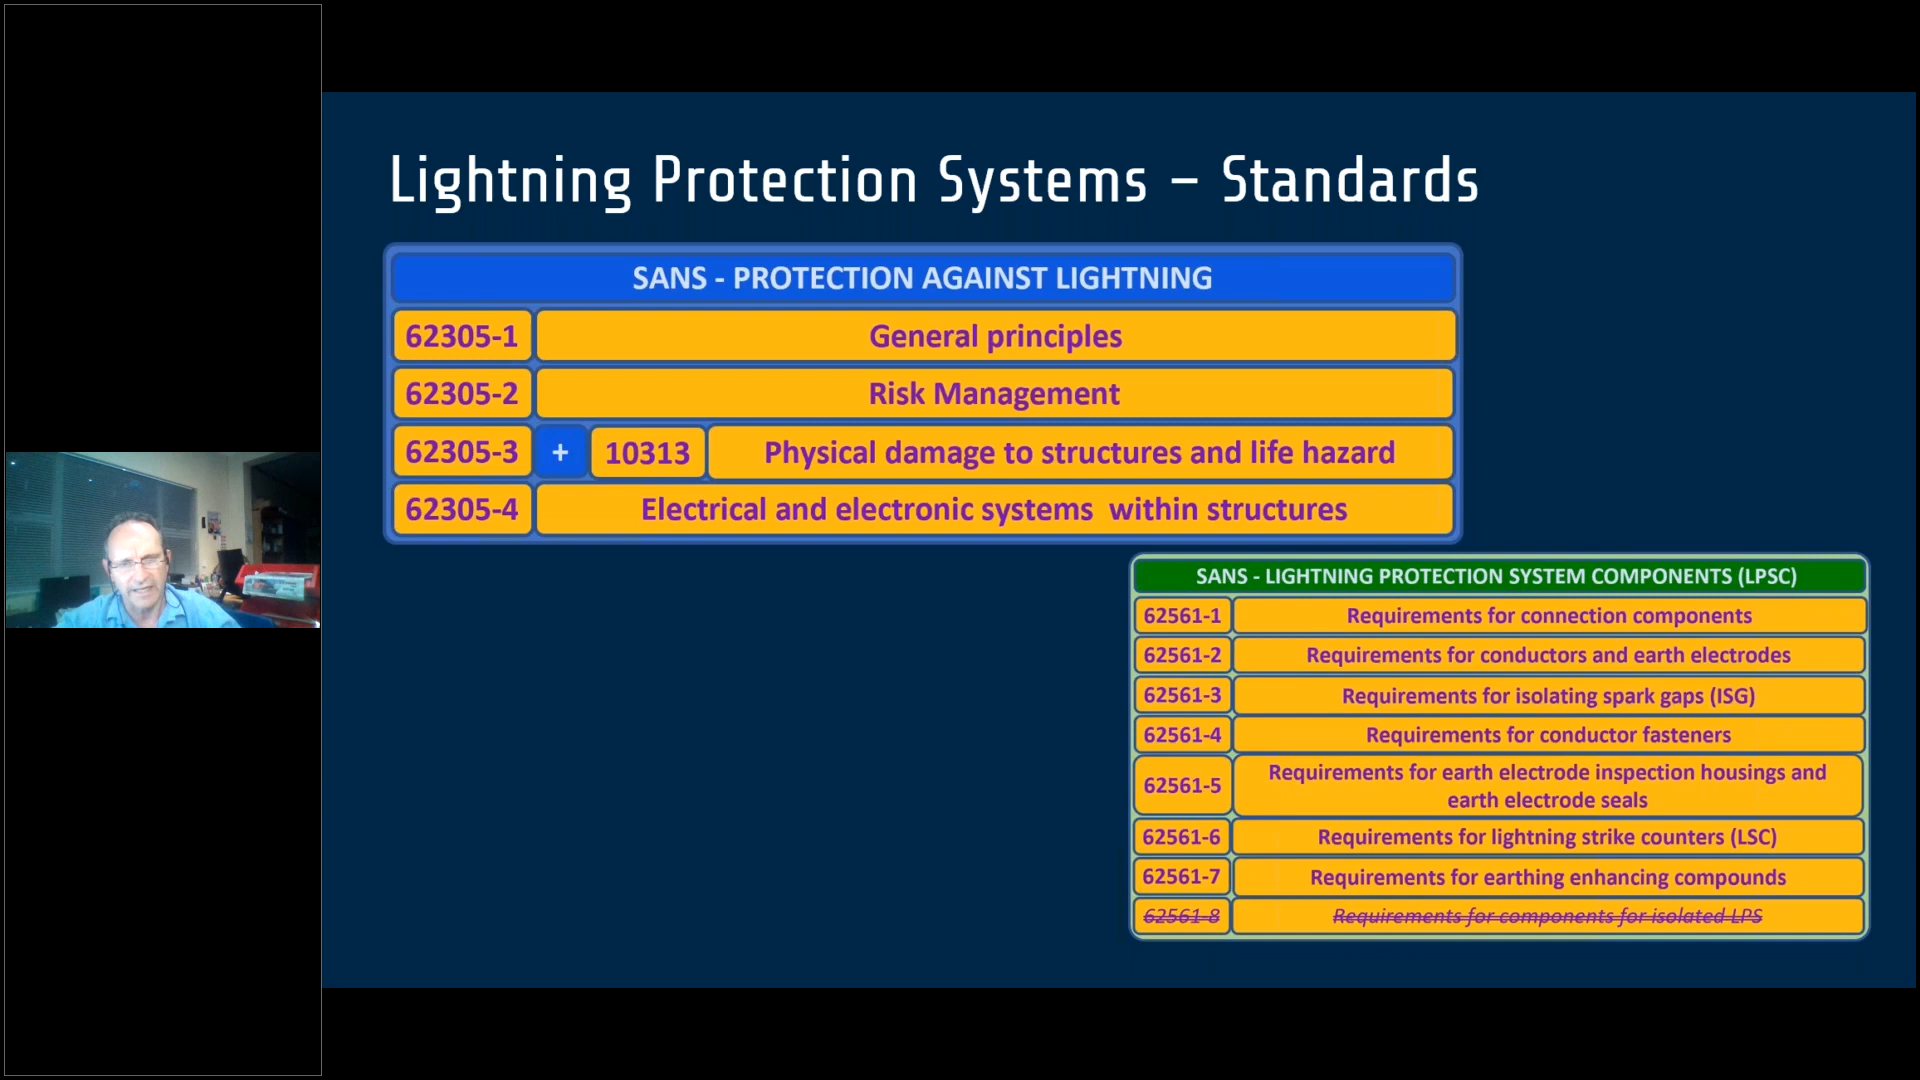 Lightning Protection Systems – Standards
SANS - PROTECTION AGAINST LIGHTNING
62305-1 General principles
62305-2 Risk Management
62305-3 + 10313 Physical damage to structures and life hazard
62305-4 Electrical and electronic systems within structures
SANS - LIGHTNING PROTECTION SYSTEM COMPONENTS (LPSC)
62561-1 Requirements for connection components
62561-2 Requirements for conductors and earth electrodes
62561-3 Requirements for isolating spark gaps (ISG)
62561-4 Requirements for conductor fasteners
62561-5 Requirements for earth electrode inspection housings and
earth electrode seals
62561-6 Requirements for lightning strike counters (LSC)
62561-7 Requirements for earthing enhancing compounds
62561-8 Requirements for components for isolated LPS